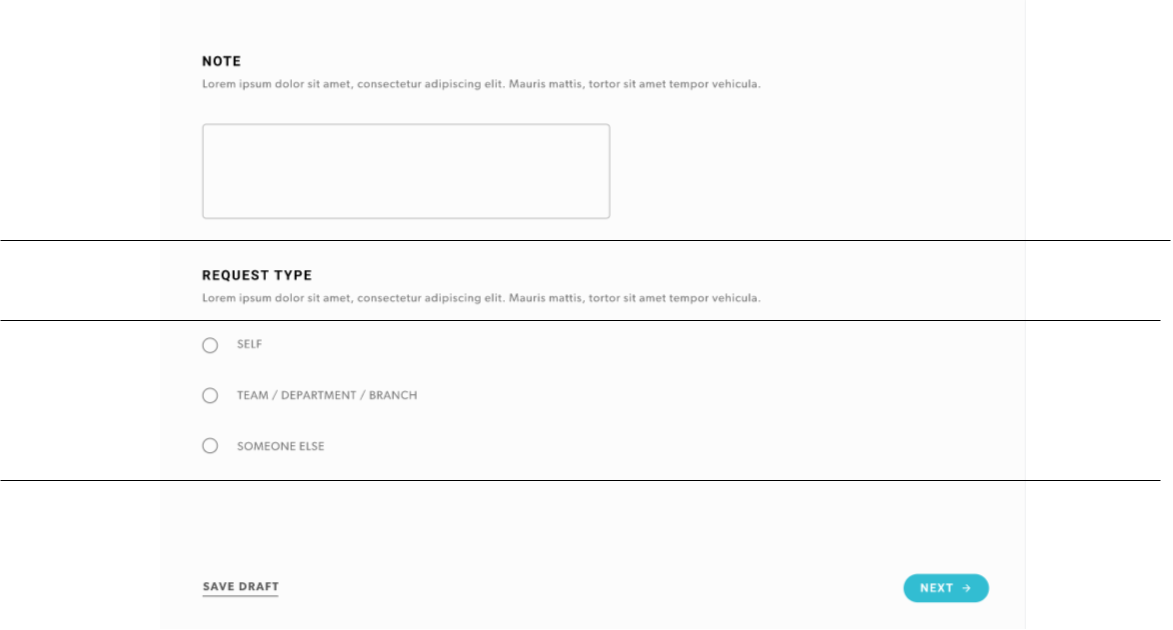 NOTE
Lorem ipsum dolor sit amet, consectetur adipiscing elit. Mauris mattis, tortor sit amet tempor vehicula.
REQUEST TYPE
Lorem ipsum dolor sit amet, consectetur adipiscing elit. Mauris mattis, tortor sit amet tempor vehicula.
SELF
TEAM / DEPARTMENT / BRANCH
SOMEONE ELSE
SAVE DRAFT
NEXT →